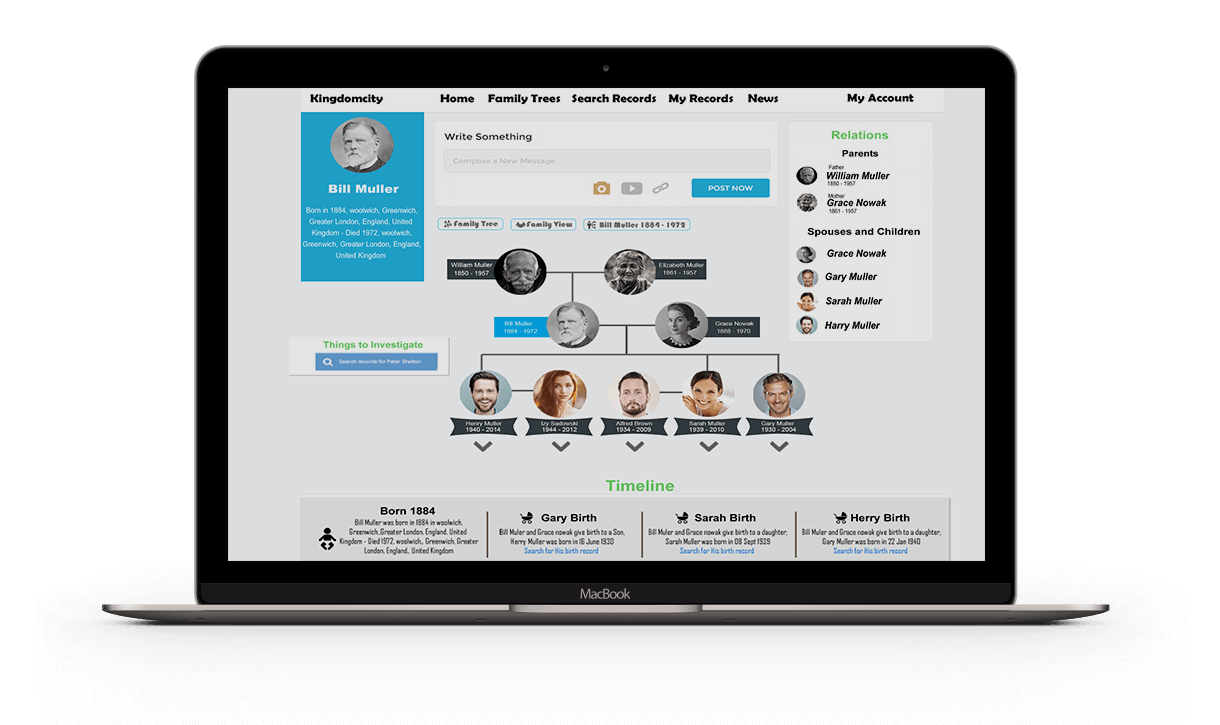 Kingdomcity
Home Family Trees Search Records My Records News
My Account
Bill Muller
Born in 1884, woolwich, Greenwich,
Greater London, England, United
Kingdom - Died 1972, woolwich,
Greenwich, Greater London, England,
United Kingdom
Write Something
Compose a New Message
POST NOW
Relations
Parents
Father
William Muller
1850 - 1957
Mother
Grace Nowak
1861 - 1957
Spouses and Children
Grace Nowak
Gary Muller
Sarah Muller
Harry Muller
Family Tree
Family View
Bill Muller 1884 - 1972
William Muller
1850 - 1957
Elizabeth Muller
1861 - 1957
Bill Muller
1884 - 1972
Grace Nowak
1888 - 1970
Things to Investigate
Search records for Peter Shelton
Henry Muller
1940 - 2014
Izy Sadowski
1944 - 2012
Alfred Brown
1934 - 2009
Sarah Muller
1939 - 2010
Gary Muller
1930 - 2004
Timeline
Born 1884
Bill Muller was born in 1884 in woolwich,
Greenwich,,Greater London, England, United
Kingdom - Died 1972, woolwich, Greenwich, Greater
London, England,, United Kingdom
Gary Birth
Bill Muler and Grace nowak give birth to a Son,
Herry Muller was born in 16 June 1930
Search for His birth record
Sarah Birth
Bill Muler and Grace nowak give birth to a daughter,
Sarah Muller was born in 08 Sept 1939
Search for His birth record
Herry Birth
Bill Muler and Grace nowak give birth to a daughter,
Gary Muller was born in 22 Jan 1940
Search for His birth record
MacBook